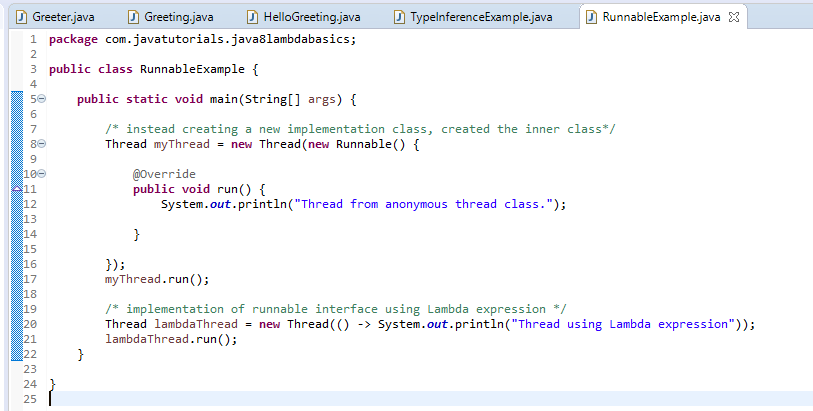 Greeter.java Greeting.java HelloGreeting.java TypeInferenceExample.java RunnableExample.java
1 package com.javatutorials.java8lambdabasics;
2
3 public class RunnableExample {
4
5     public static void main(String[] args) {
6
7         /* instead creating a new implementation class, created the inner class*/
8         Thread myThread = new Thread(new Runnable() {
9
10             @Override
11             public void run() {
12                 System.out.println("Thread from anonymous thread class.");
13
14             }
15
16         });
17         myThread.run();
18
19         /* implementation of runnable interface using Lambda expression */
20         Thread lambdaThread = new Thread(() -> System.out.println("Thread using Lambda expression"));
21         lambdaThread.run();
22     }
23
24 }
25